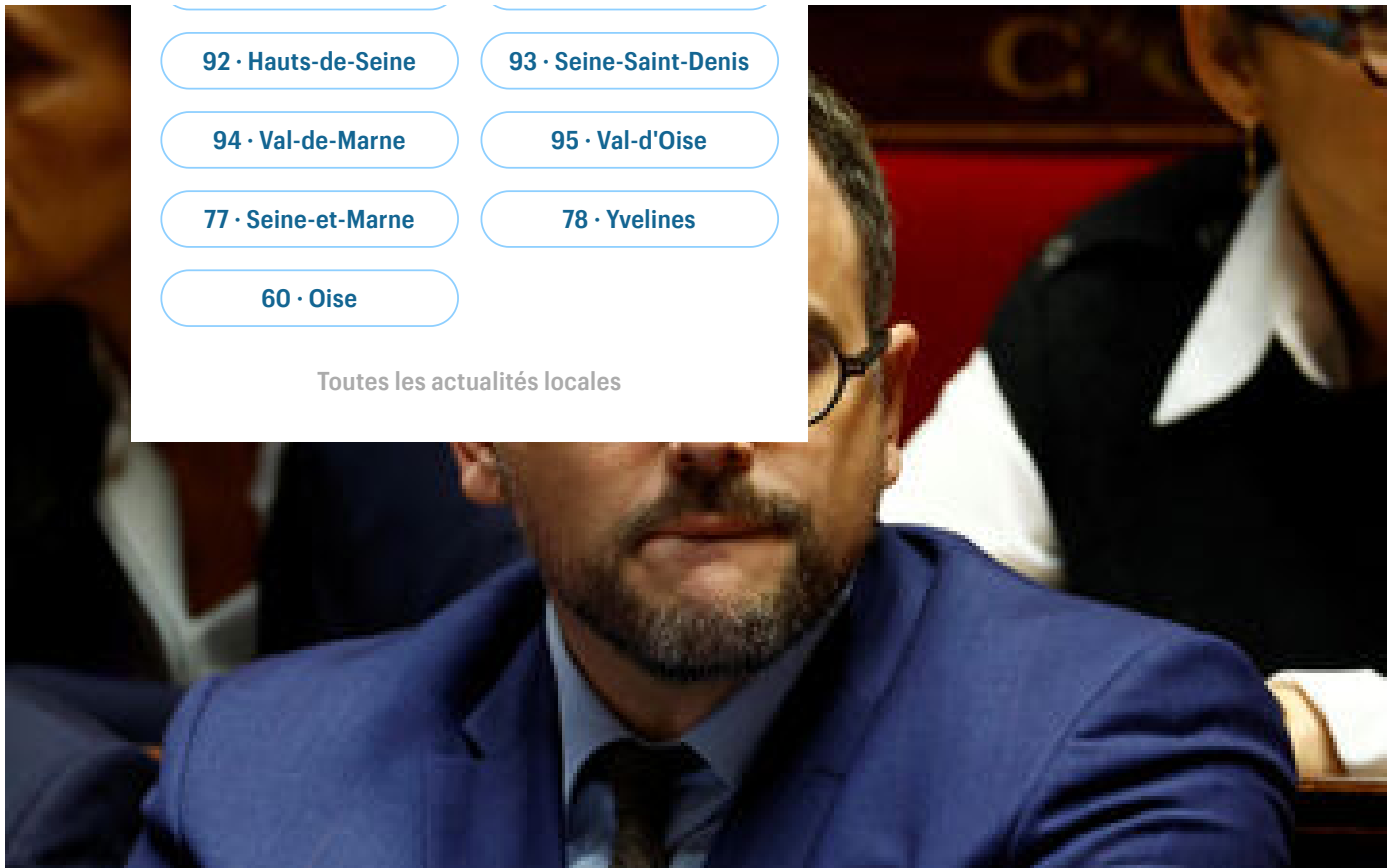 92 · Hauts-de-Seine
93 · Seine-Saint-Denis
94 · Val-de-Marne
95 · Val-d'Oise
77 · Seine-et-Marne
78 · Yvelines
60 · Oise
Toutes les actualités locales